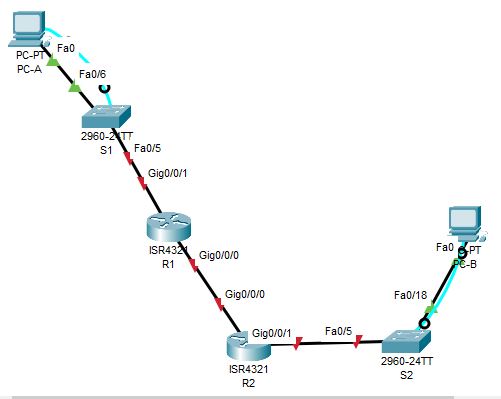 Fa0
PC-PT
PC-A
Fa0/6
2960-24TT
S1
Fa0/5
Gig0/0/1
ISR4321
R1
Gig0/0/0
Gig0/0/0
Gig0/0/1
ISR4321
R2
Fa0/5
2960-24TT
S2
Fa0/18
Fa0
-PT
PC-B